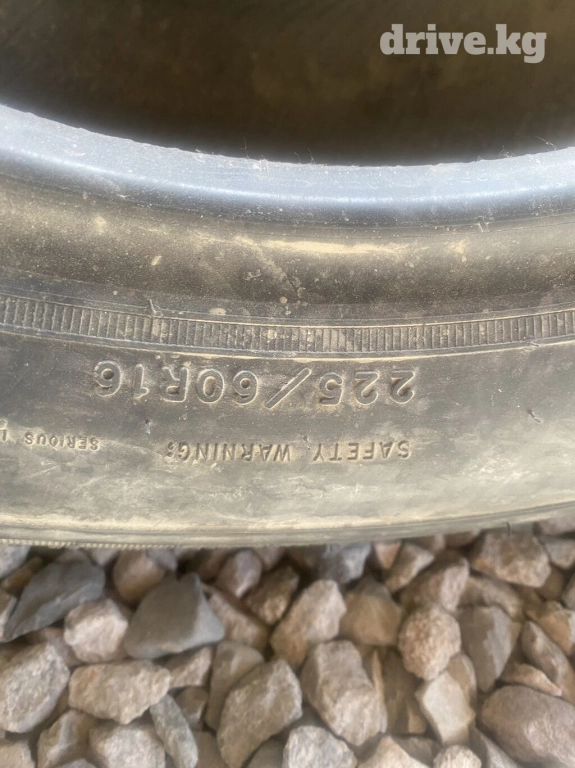 drive.kg
225/60R16
SAFETY WARNING:
SERIOUS